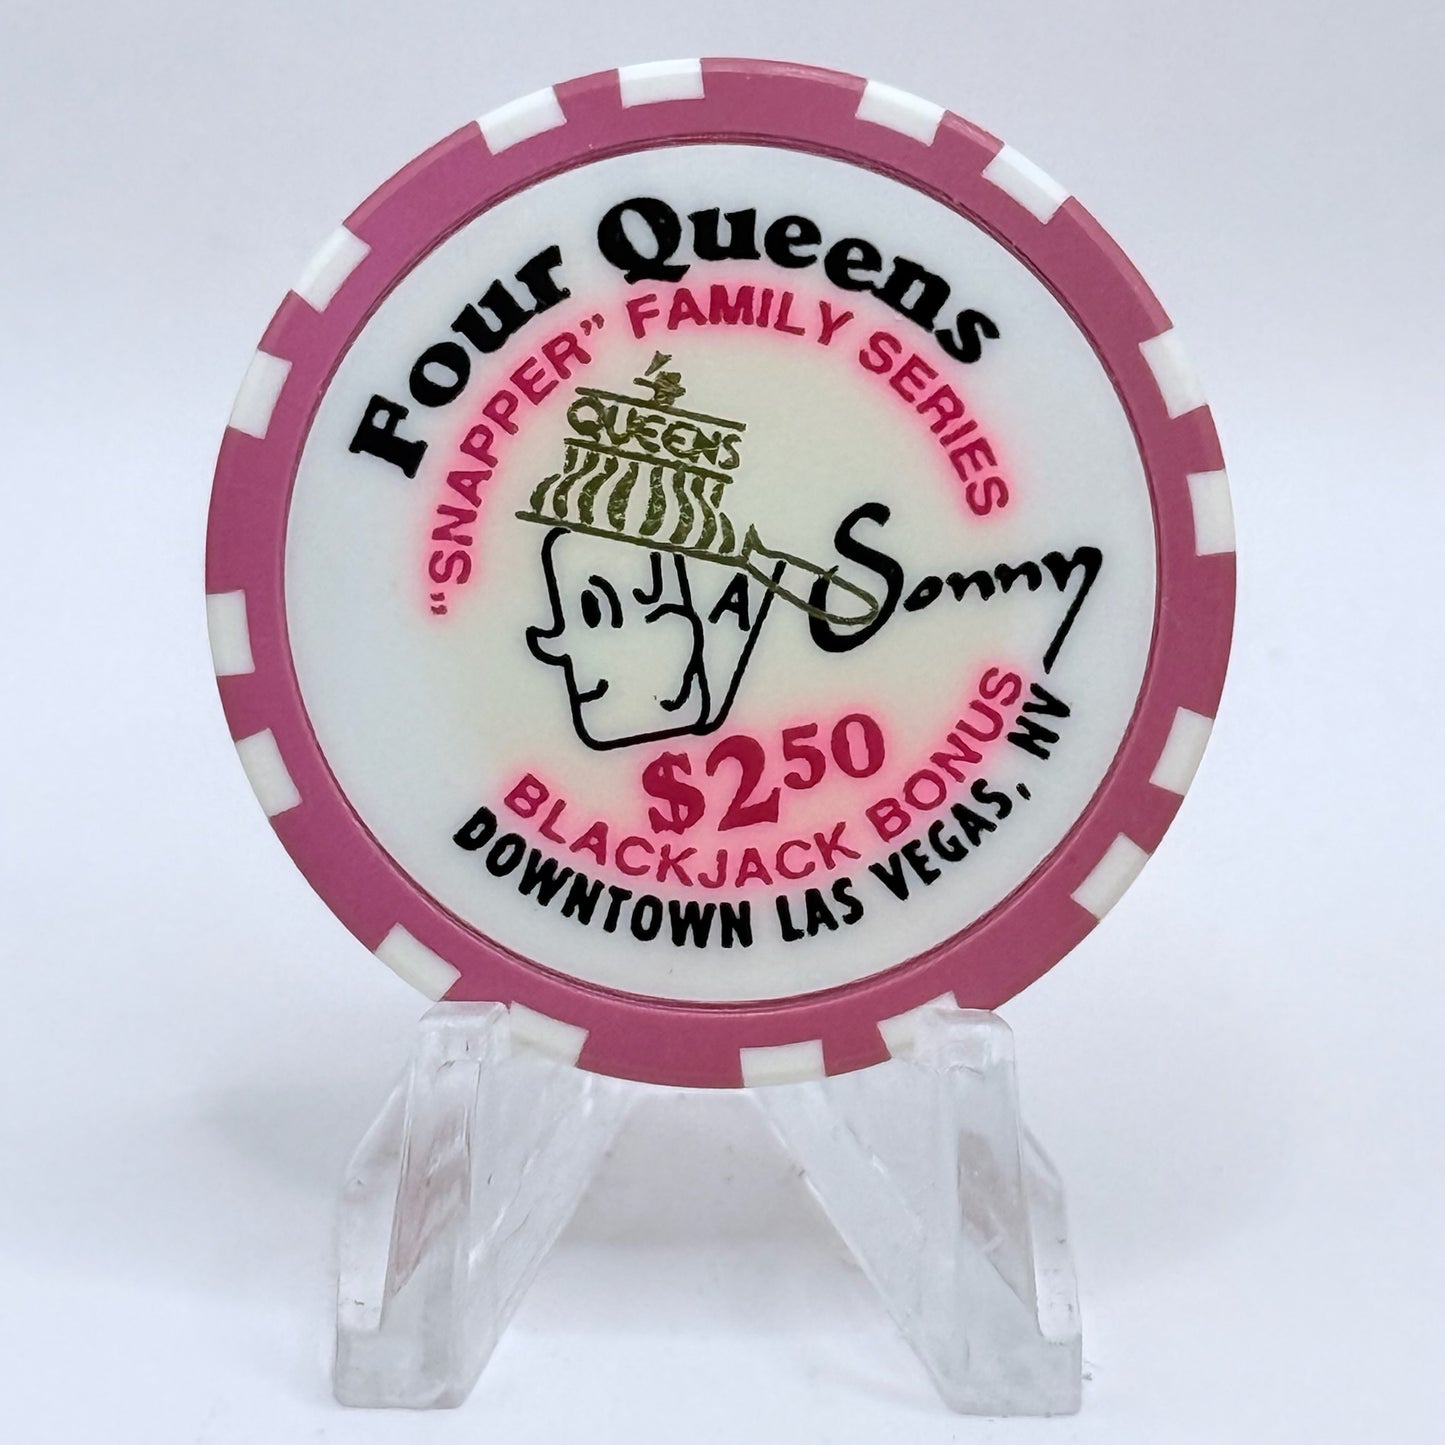 Four Queens
"SNAPPER" FAMILY SERIES
QUEENS
J A
Sonny
$2.50
BLACKJACK BONUS
DOWNTOWN LAS VEGAS, NV